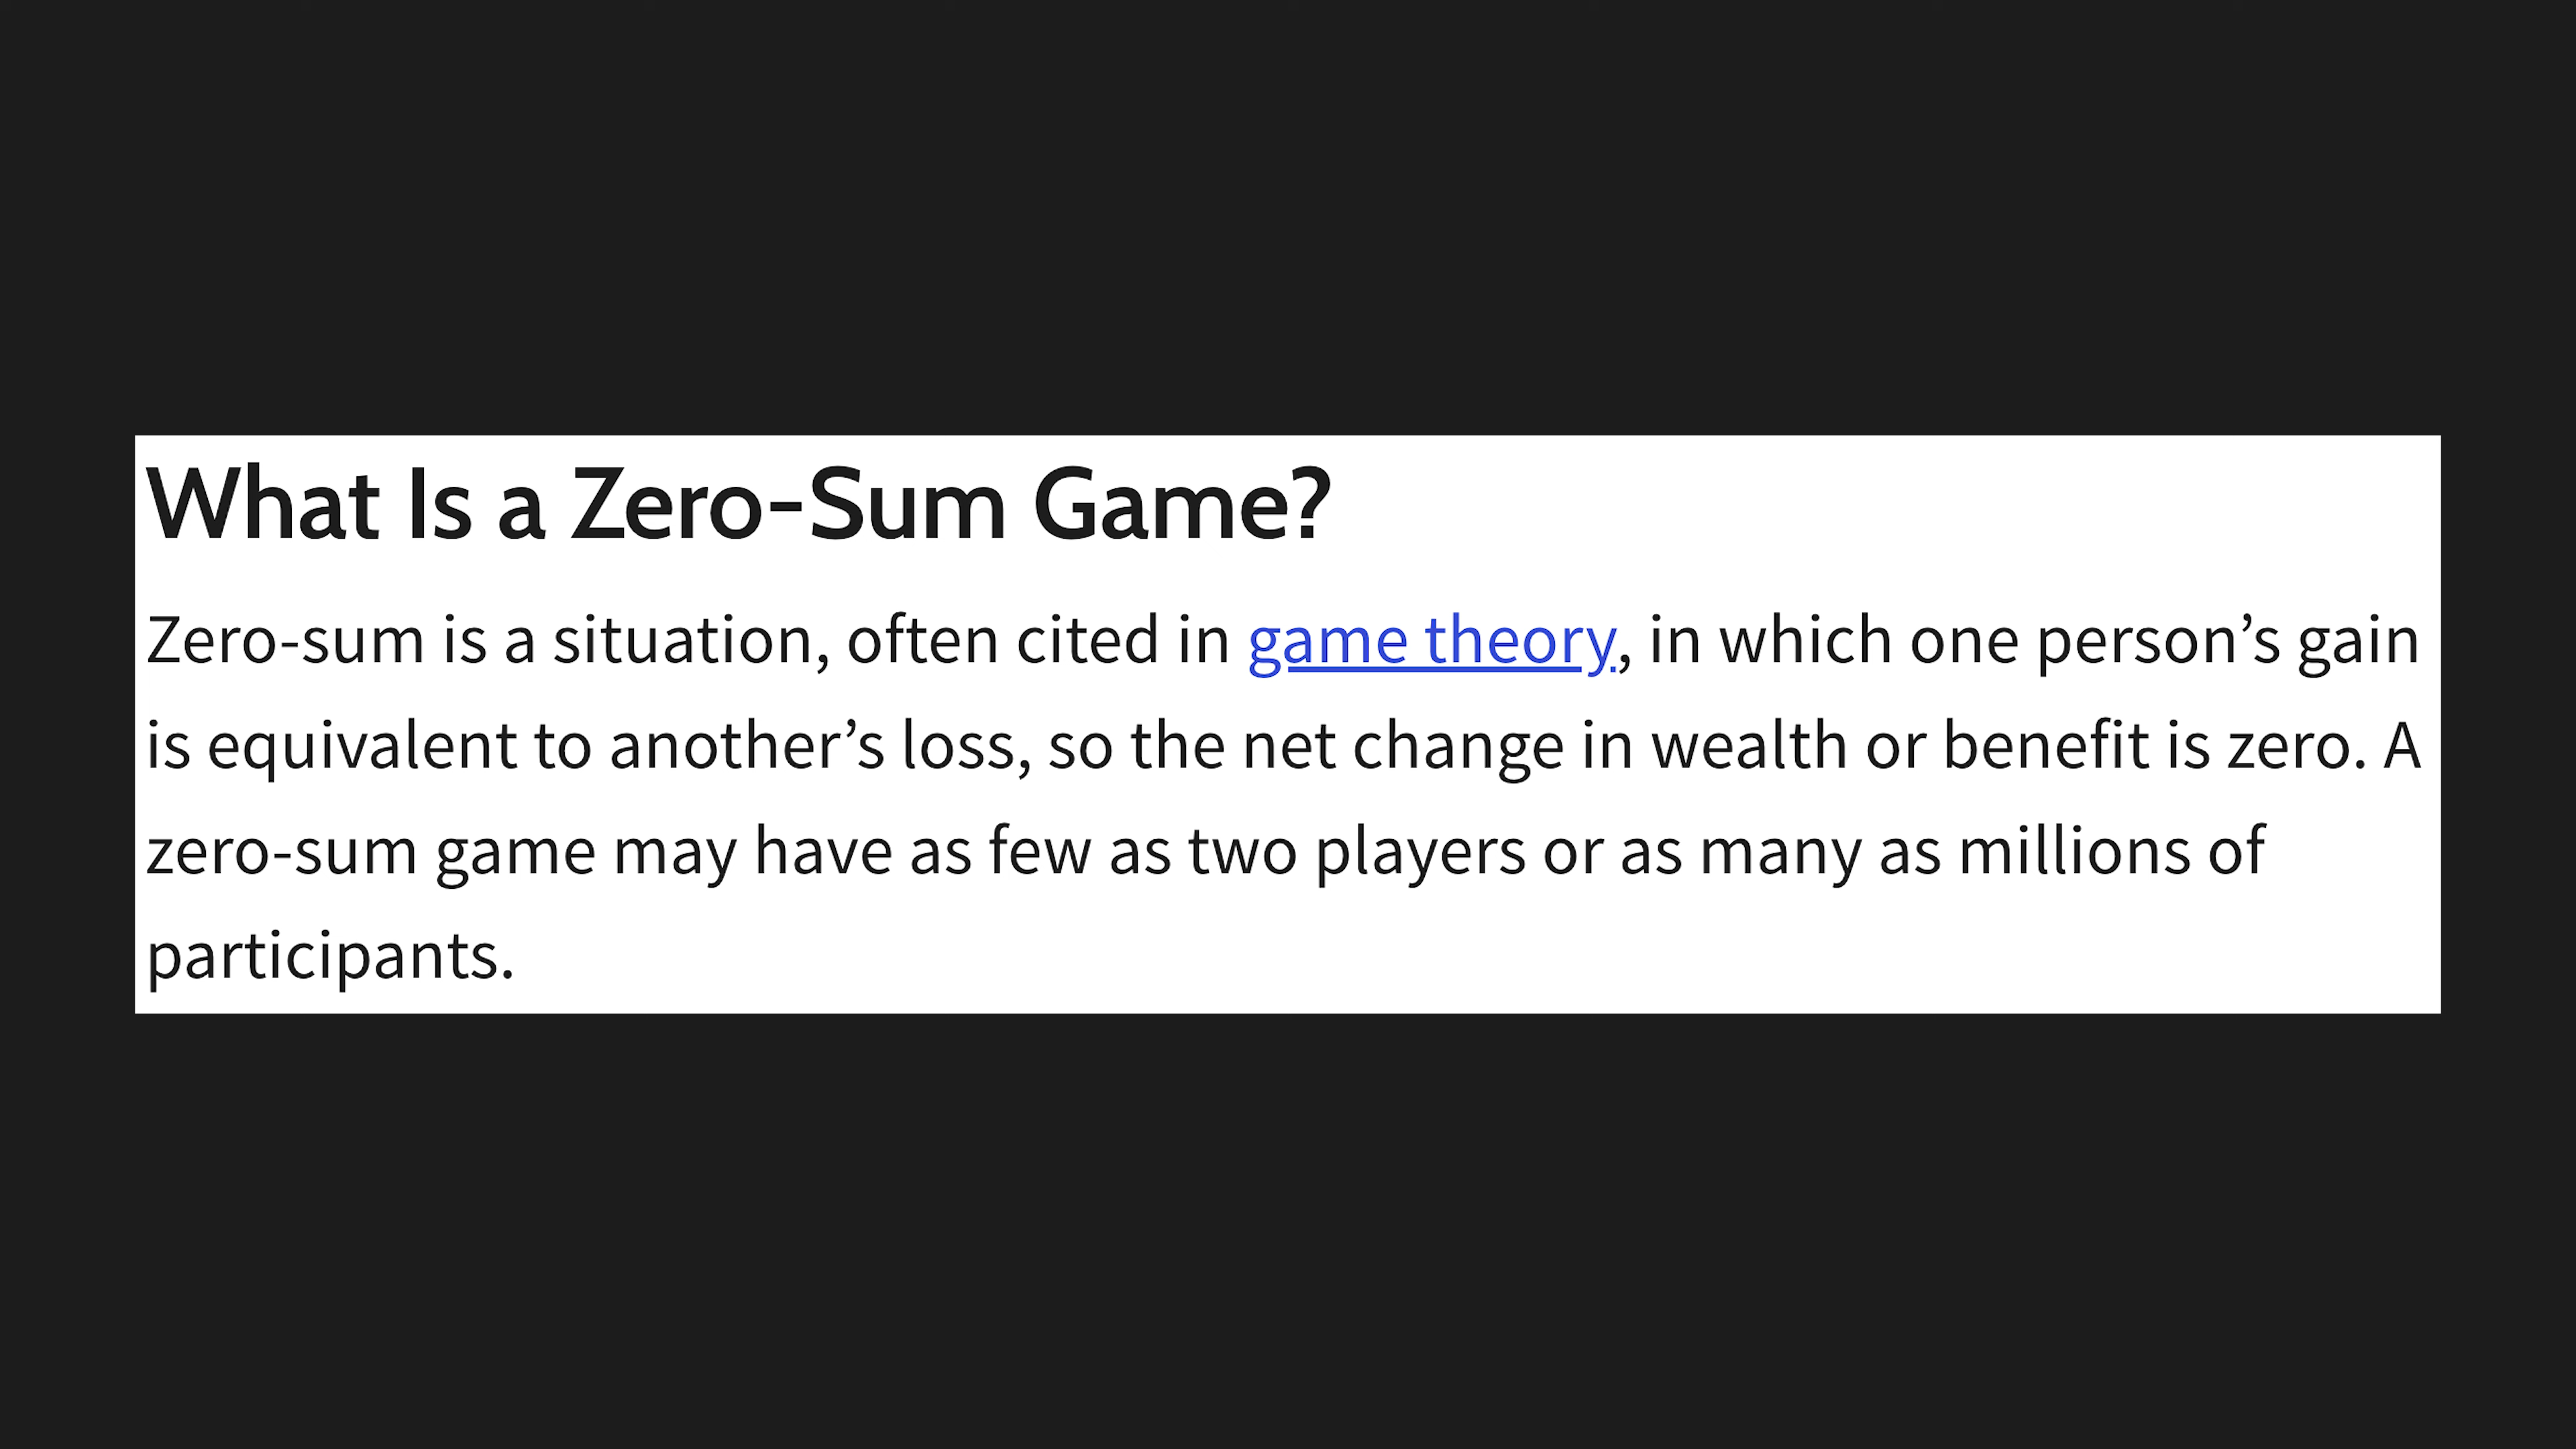 What Is a Zero-Sum Game?
Zero-sum is a situation, often cited in game theory, in which one person’s gain
is equivalent to another’s loss, so the net change in wealth or benefit is zero. A
zero-sum game may have as few as two players or as many as millions of
participants.